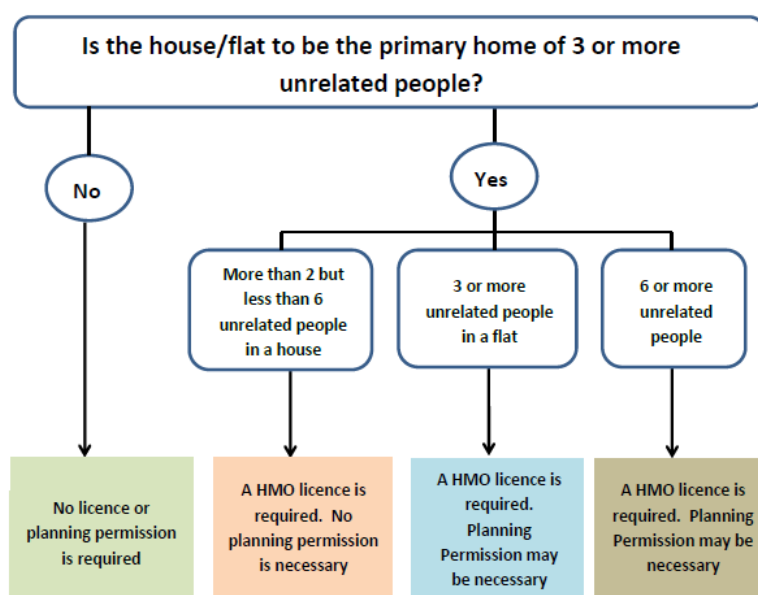 Is the house/flat to be the primary home of 3 or more
unrelated people?
No
Yes
More than 2 but
less than 6
unrelated people
in a house
3 or more
unrelated people
in a flat
6 or more
unrelated
people
No licence or
planning permission
is required
A HMO licence is
required. No
planning permission
is necessary
A HMO licence is
required.
Planning
Permission may
be necessary
A HMO licence is
required. Planning
Permission may be
necessary